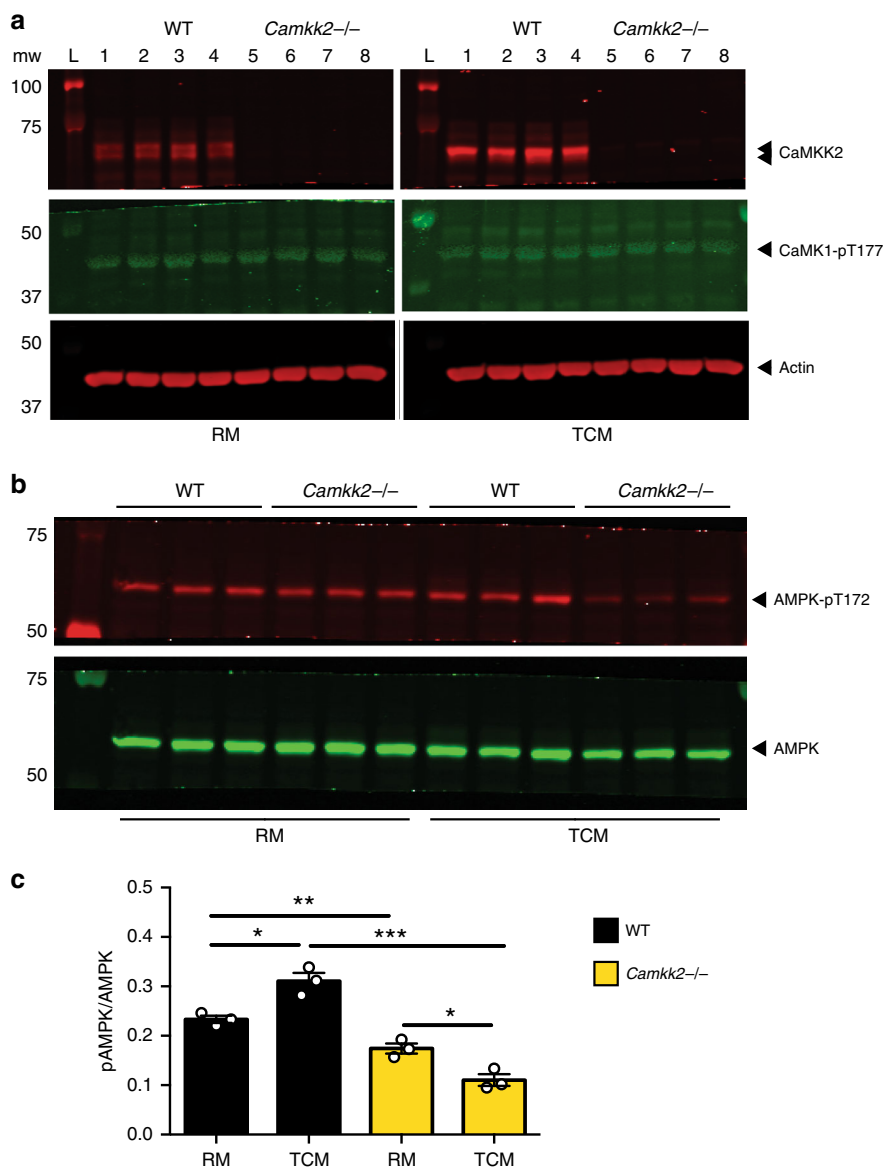 a
WT Camkk2–/– WT Camkk2–/–
mw L 1 2 3 4 5 6 7 8 L 1 2 3 4 5 6 7 8
100
75
CaMKK2
50
CaMK1-pT177
37
50
Actin
37
RM TCM
b
WT Camkk2–/– WT Camkk2–/–
75
AMPK-pT172
50
75
AMPK
50
RM TCM
c
pAMPK/AMPK
0.5
0.4
0.3
0.2
0.1
0.0
**
* ***
*
WT
Camkk2–/–
RM TCM RM TCM